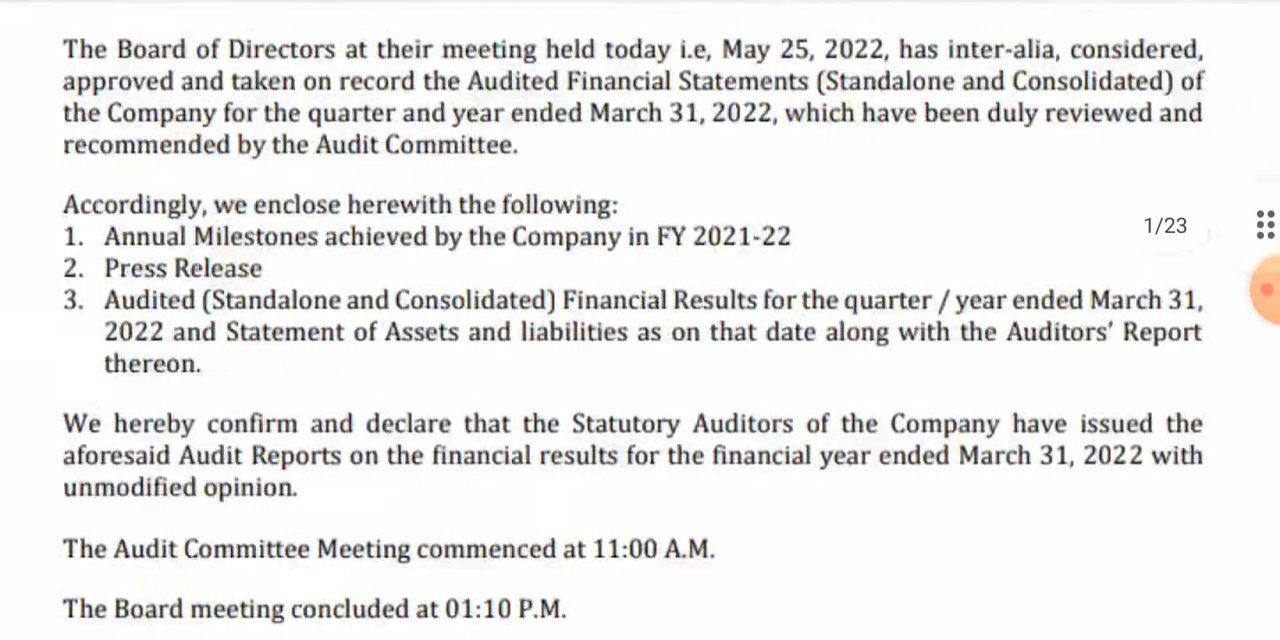 The Board of Directors at their meeting held today i.e, May 25, 2022, has inter-alia, considered,
approved and taken on record the Audited Financial Statements (Standalone and Consolidated) of
the Company for the quarter and year ended March 31, 2022, which have been duly reviewed and
recommended by the Audit Committee.
Accordingly, we enclose herewith the following:
1. Annual Milestones achieved by the Company in FY 2021-22
1/23
2. Press Release
3. Audited (Standalone and Consolidated) Financial Results for the quarter / year ended March 31,
2022 and Statement of Assets and liabilities as on that date along with the Auditors' Report
thereon.
We hereby confirm and declare that the Statutory Auditors of the Company have issued the
aforesaid Audit Reports on the financial results for the financial year ended March 31, 2022 with
unmodified opinion.
The Audit Committee Meeting commenced at 11:00 A.M.
The Board meeting concluded at 01:10 P.M.